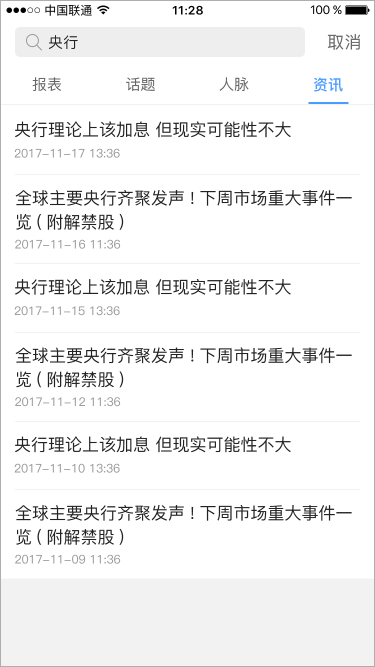 中国联通 11:28 100 %
央行 取消
报表 话题 人脉 资讯
央行理论上该加息 但现实可能性不大
2017-11-17 13:36
全球主要央行齐聚发声！下周市场重大事件一
览（附解禁股）
2017-11-16 11:36
央行理论上该加息 但现实可能性不大
2017-11-15 13:36
全球主要央行齐聚发声！下周市场重大事件一
览（附解禁股）
2017-11-12 11:36
央行理论上该加息 但现实可能性不大
2017-11-10 13:36
全球主要央行齐聚发声！下周市场重大事件一
览（附解禁股）
2017-11-09 11:36